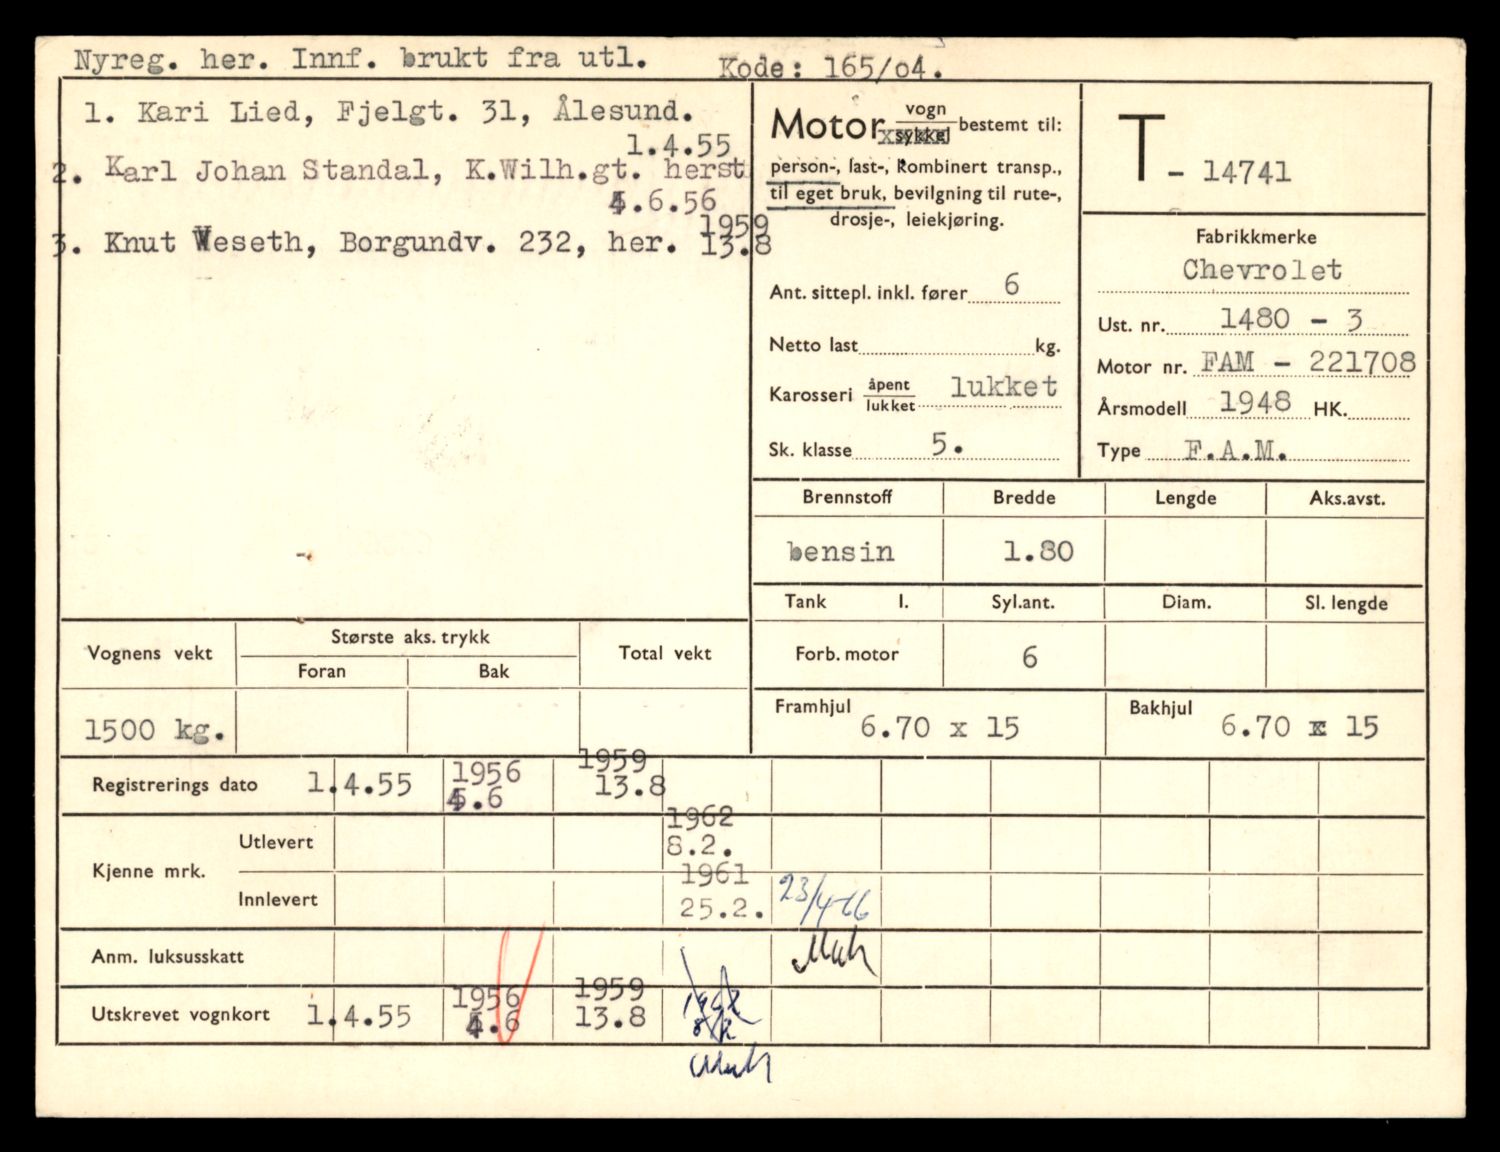 Nyreg. her. Innf. brukt fra utl.
Kode: 165/04.
1. Kari Lied, Fjelgt. 31, Ålesund.
1.4.55
2. Karl Johan Standal, K.Wilh.gt. herst
4.6.56
3. Knut Weseth, Borgundv. 232, her. 1959
13.8
Motor vogn
sykkel bestemt til:
person-, last-, kombinert transp.,
til eget bruk, bevilgning til rute-,
drosje-, leiekjøring.
Ant. sittepl. inkl. fører 6
Netto last kg.
Karosseri åpent
lukket lukket
Sk. klasse 5.
T - 14741
Fabrikkmerke
Chevrolet
Ust. nr. 1480 - 3
Motor nr. FAM - 221708
Årsmodell 1948 HK.
Type F.A.M.
Brennstoff Bredde Lengde Aks.avst.
bensin 1.80
Tank l. Syl.ant. Diam. Sl. lengde
Forb. motor 6
Framhjul 6.70 x 15 Bakhjul 6.70 x 15
Vognens vekt Største aks. trykk Total vekt
Foran Bak
1500 kg.
Registrerings dato 1.4.55 1956 4.6 1959 13.8
Kjenne mrk. Utlevert 1962 8.2.
Innlevert 1961 25.2. 23/4-66
Anm. luksusskatt
Utskrevet vognkort 1.4.55 1956 4.6 1959 13.8 1962 8/2